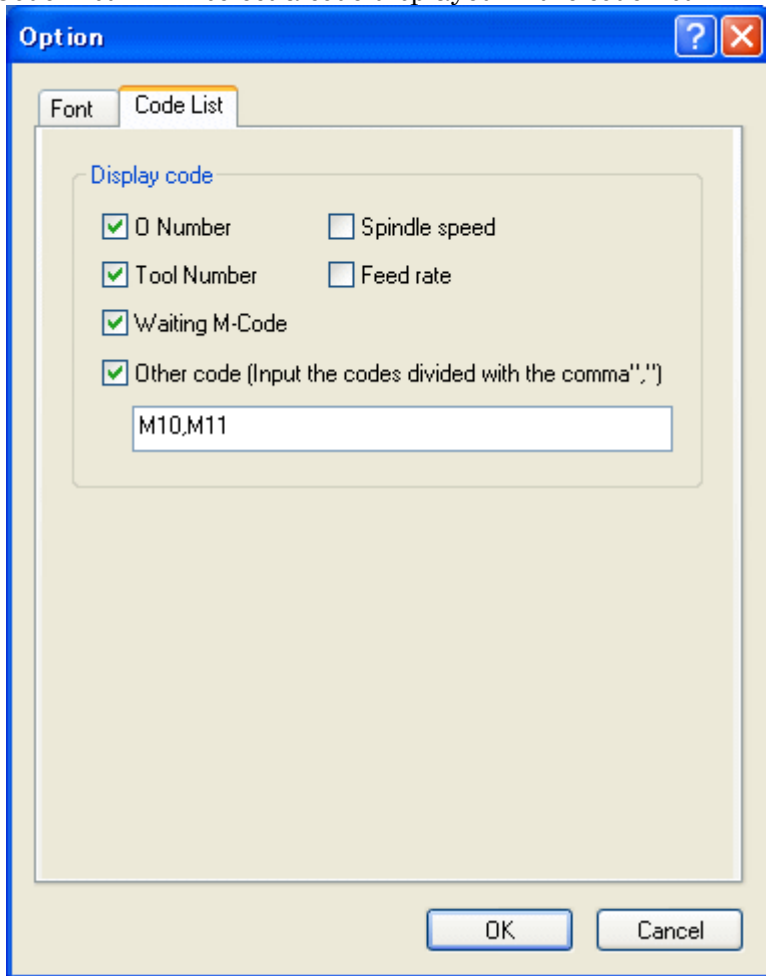 Option
Font Code List
Display code
O Number Spindle speed
Tool Number Feed rate
Waiting M-Code
Other code (Input the codes divided with the comma",")
M10,M11
OK Cancel